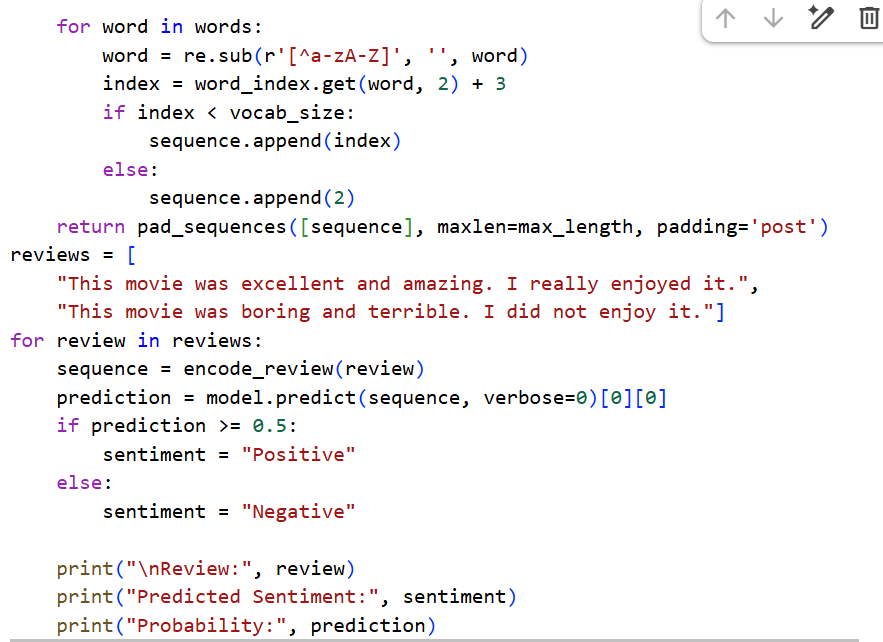 for word in words:
        word = re.sub(r'[^a-zA-Z]', '', word)
        index = word_index.get(word, 2) + 3
        if index < vocab_size:
            sequence.append(index)
        else:
            sequence.append(2)
    return pad_sequences([sequence], maxlen=max_length, padding='post')
reviews = [
    "This movie was excellent and amazing. I really enjoyed it.",
    "This movie was boring and terrible. I did not enjoy it."]
for review in reviews:
    sequence = encode_review(review)
    prediction = model.predict(sequence, verbose=0)[0][0]
    if prediction >= 0.5:
        sentiment = "Positive"
    else:
        sentiment = "Negative"

    print("\nReview:", review)
    print("Predicted Sentiment:", sentiment)
    print("Probability:", prediction)